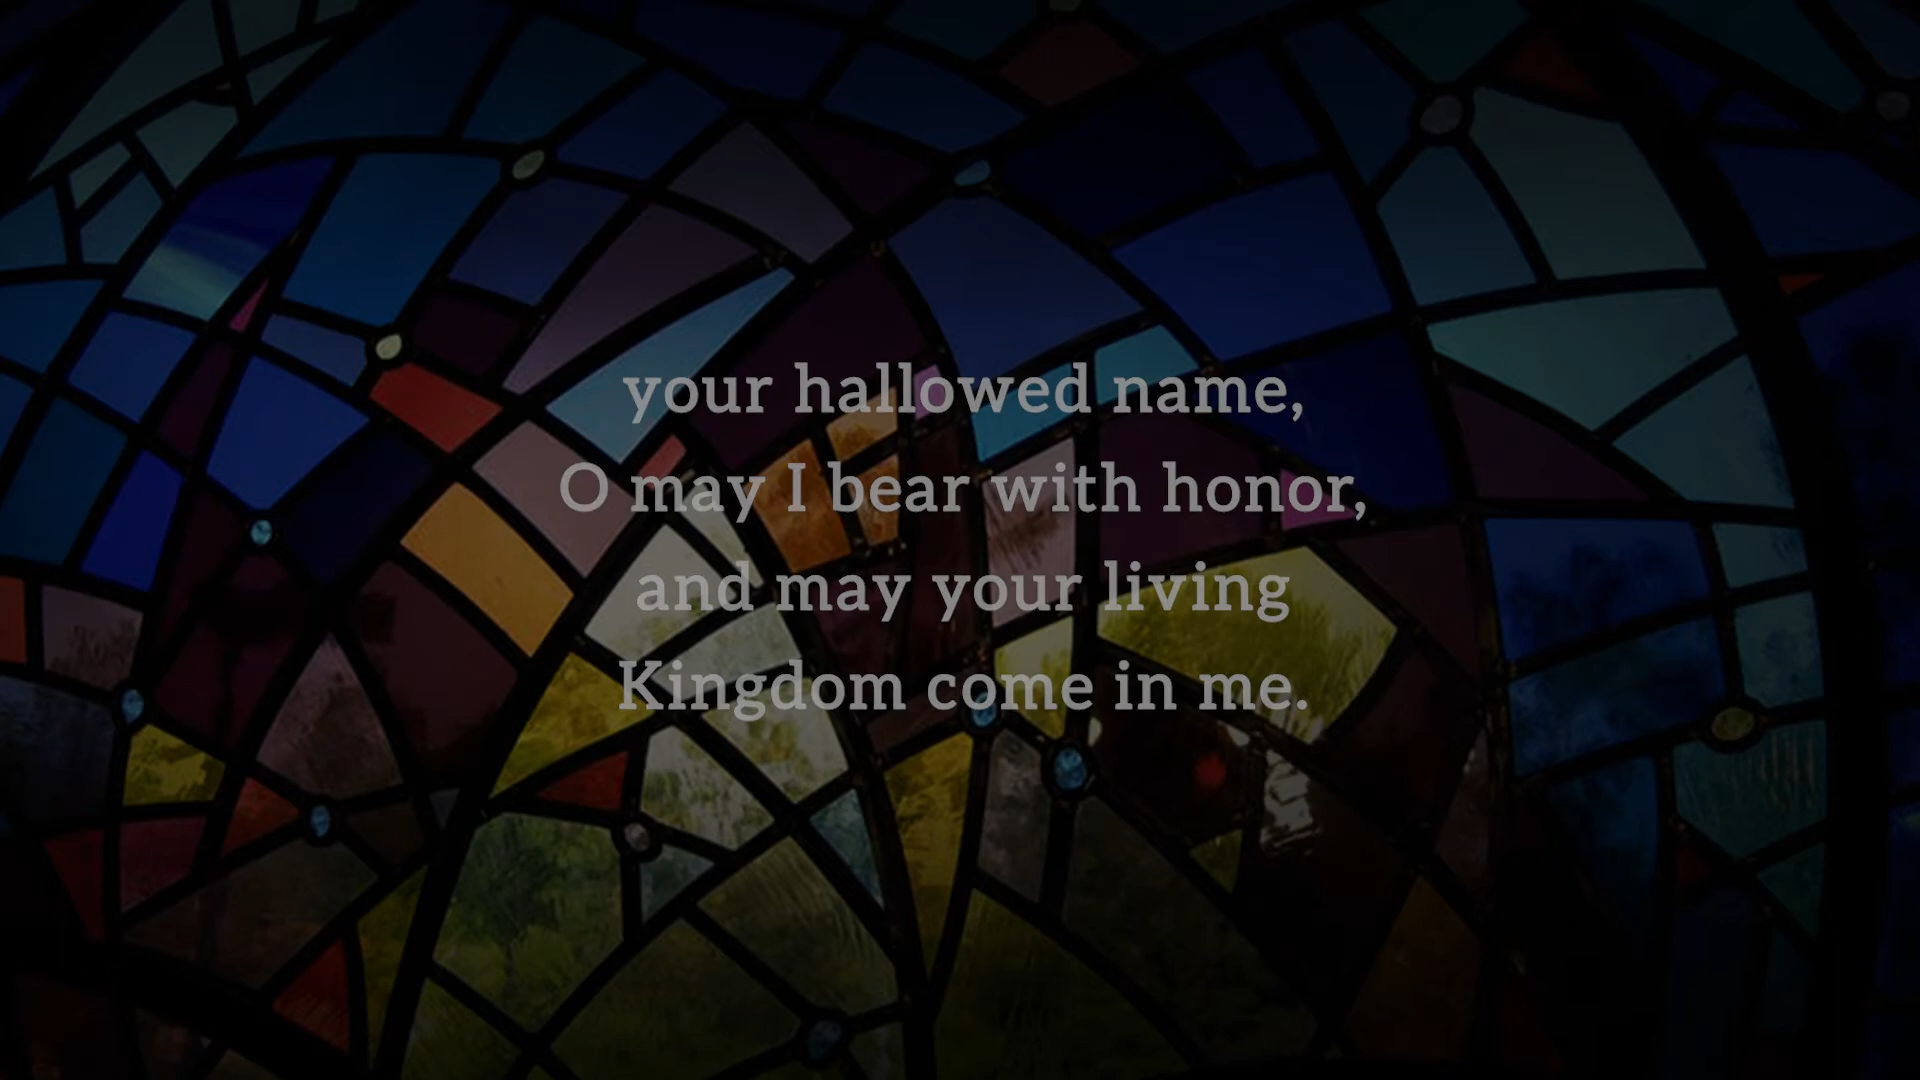 your hallowed name,
O may I bear with honor,
and may your living
Kingdom come in me.